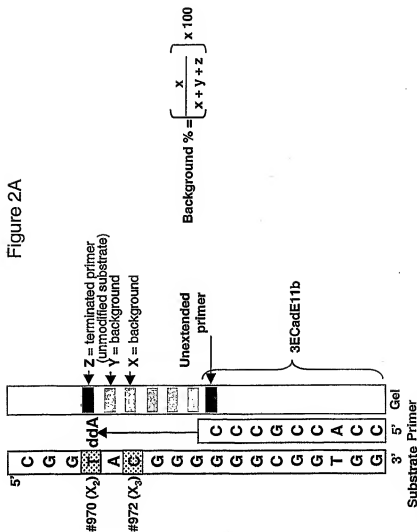 Figure 2A
5'
C G G T A C G G G G G C G G T G G
3'
#970 (X₂)
#972 (X₃)
ddA
C C C G C C A C C
5'
Substrate Primer
Gel
Z = terminated primer
(unmodified substrate)
Y = background
X = background
Unextended
primer
3ECadE11b
Background % = [ x / x + y + z ] x 100